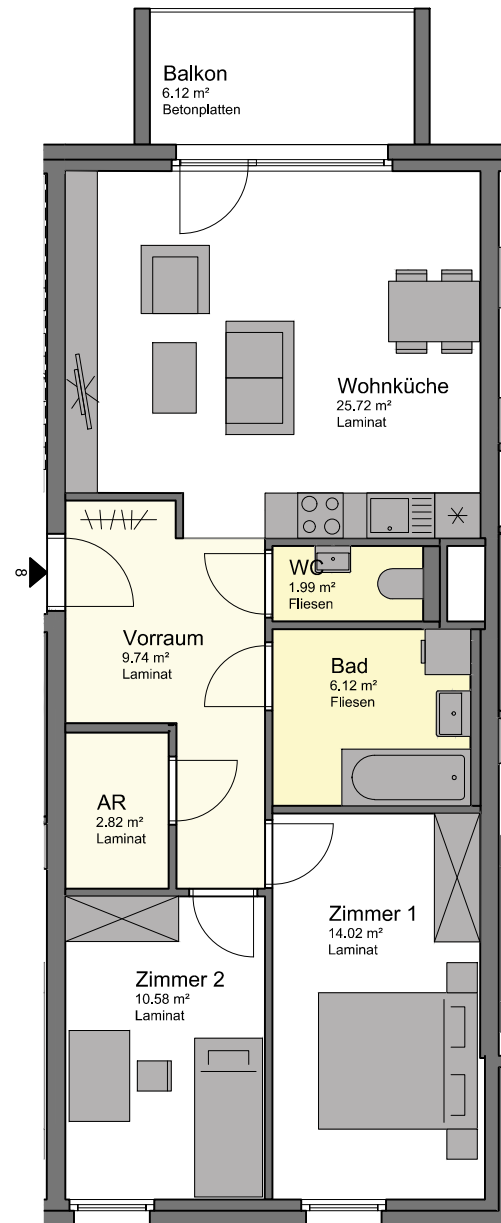 Balkon
6.12 m²
Betonplatten
Wohnküche
25.72 m²
Laminat
8
WC
1.99 m²
Fliesen
Vorraum
9.74 m²
Laminat
Bad
6.12 m²
Fliesen
AR
2.82 m²
Laminat
Zimmer 1
14.02 m²
Laminat
Zimmer 2
10.58 m²
Laminat